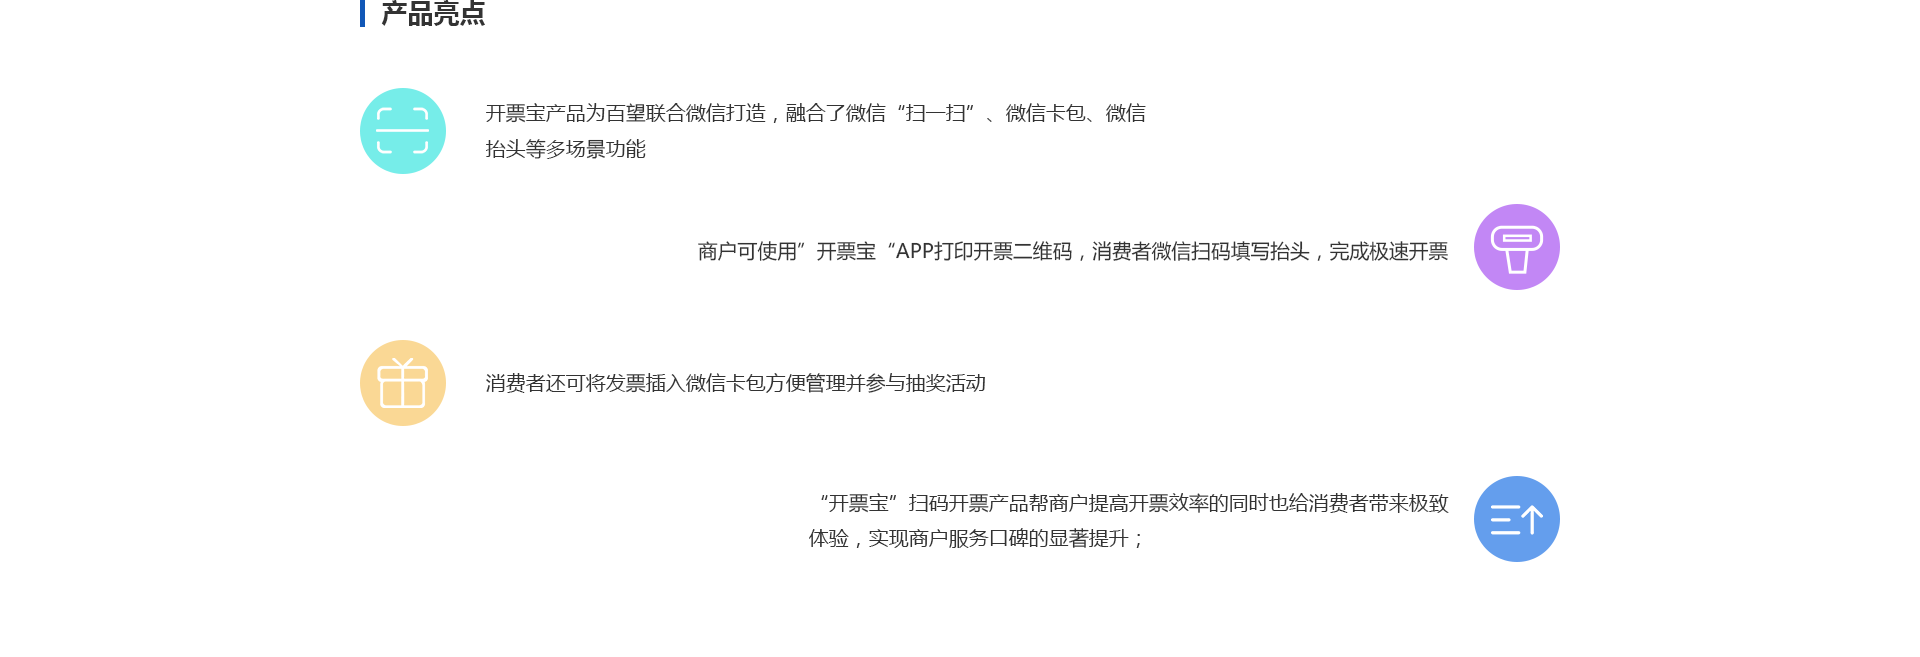 产品亮点
开票宝产品为百望联合微信打造，融合了微信“扫一扫”、微信卡包、微信
抬头等多场景功能
商户可使用”开票宝“APP打印开票二维码，消费者微信扫码填写抬头，完成极速开票
消费者还可将发票插入微信卡包方便管理并参与抽奖活动
“开票宝”扫码开票产品帮商户提高开票效率的同时也给消费者带来极致
体验，实现商户服务口碑的显著提升；